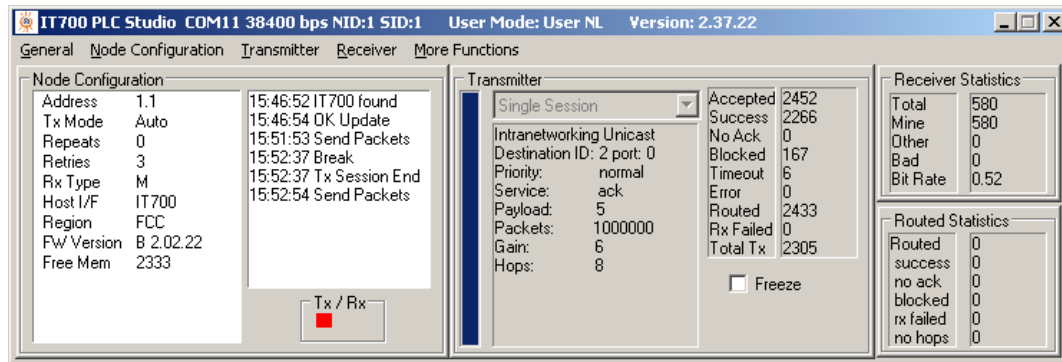 IT700 PLC Studio COM11 38400 bps NID:1 SID:1 User Mode: User NL Version: 2.37.22
General Node Configuration Transmitter Receiver More Functions
Node Configuration
Address 1.1
Tx Mode Auto
Repeats 0
Retries 3
Rx Type M
Host I/F IT700
Region FCC
FW Version B 2.02.22
Free Mem 2333
15:46:52 IT700 found
15:46:54 OK Update
15:51:53 Send Packets
15:52:37 Break
15:52:37 Tx Session End
15:52:54 Send Packets
Tx / Rx
Transmitter
Single Session
Intranetworking Unicast
Destination ID: 2 port: 0
Priority: normal
Service: ack
Payload: 5
Packets: 1000000
Gain: 6
Hops: 8
Accepted 2452
Success 2266
No Ack 0
Blocked 167
Timeout 6
Error 0
Routed 2433
Rx Failed 0
Total Tx 2305
Freeze
Receiver Statistics
Total 580
Mine 580
Other 0
Bad 0
Bit Rate 0.52
Routed Statistics
Routed 0
success 0
no ack 0
blocked 0
rx failed 0
no hops 0